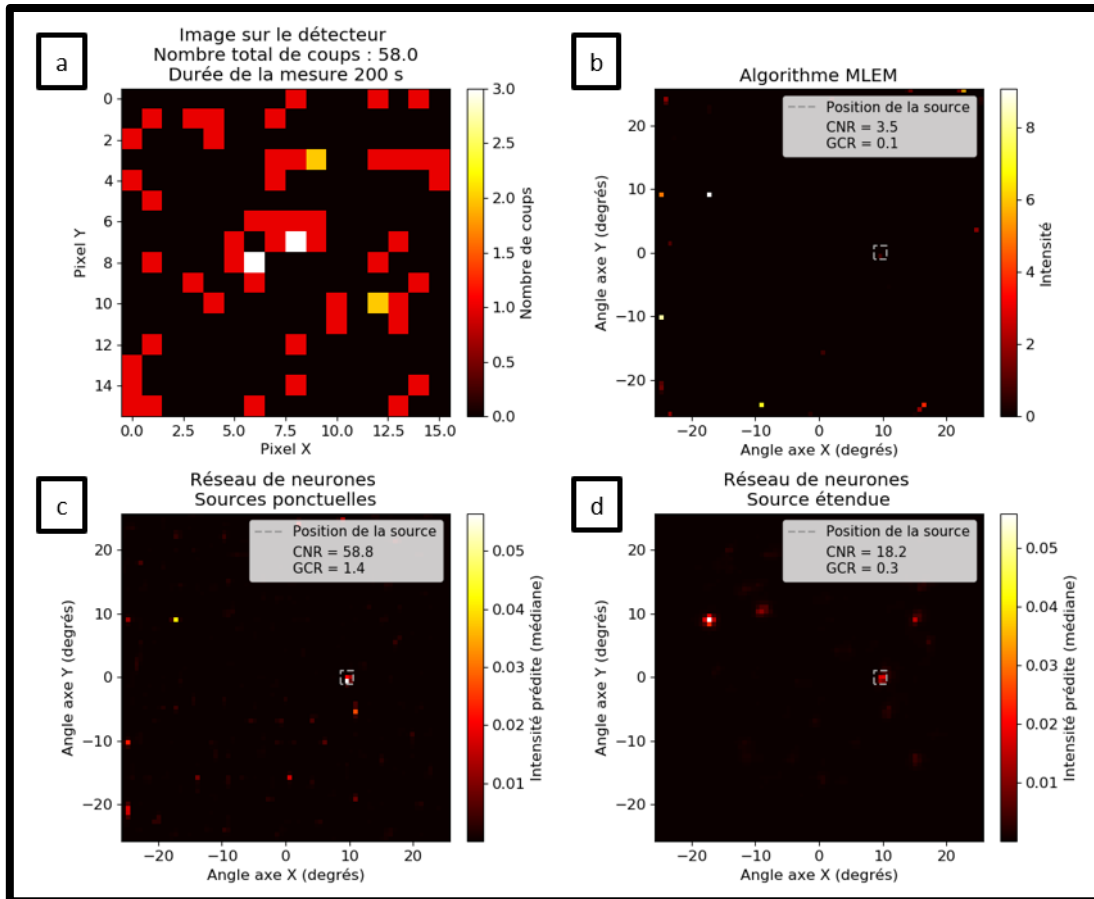 a
Image sur le détecteur
Nombre total de coups : 58.0
Durée de la mesure 200 s
0
2
4
6
8
10
12
14
Pixel Y
0.0
2.5
5.0
7.5
10.0
12.5
15.0
Pixel X
3.0
2.5
2.0
1.5
1.0
0.5
0.0
Nombre de coups
b
Algorithme MLEM
Position de la source
CNR = 3.5
GCR = 0.1
20
10
0
−10
−20
Angle axe Y (degrés)
−20
−10
0
10
20
Angle axe X (degrés)
8
6
4
2
0
Intensité
c
Réseau de neurones
Sources ponctuelles
Position de la source
CNR = 58.8
GCR = 1.4
20
10
0
−10
−20
Angle axe Y (degrés)
−20
−10
0
10
20
Angle axe X (degrés)
0.05
0.04
0.03
0.02
0.01
Intensité prédite (médiane)
d
Réseau de neurones
Source étendue
Position de la source
CNR = 18.2
GCR = 0.3
20
10
0
−10
−20
Angle axe Y (degrés)
−20
−10
0
10
20
Angle axe X (degrés)
0.05
0.04
0.03
0.02
0.01
Intensité prédite (médiane)